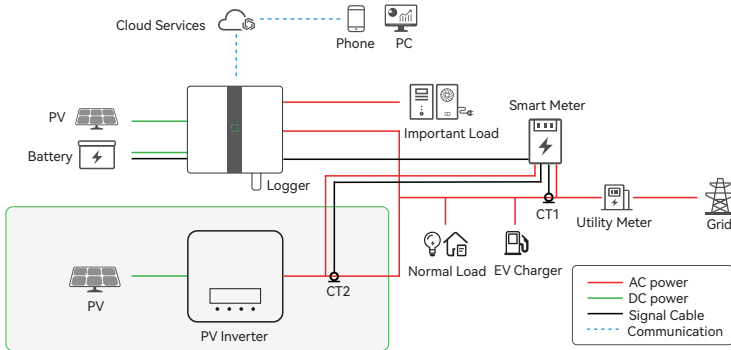 Cloud Services
Phone
PC
PV
Battery
Logger
Important Load
Smart Meter
CT1
Utility Meter
Grid
Normal Load
EV Charger
PV
PV Inverter
CT2
AC power
DC power
Signal Cable
Communication